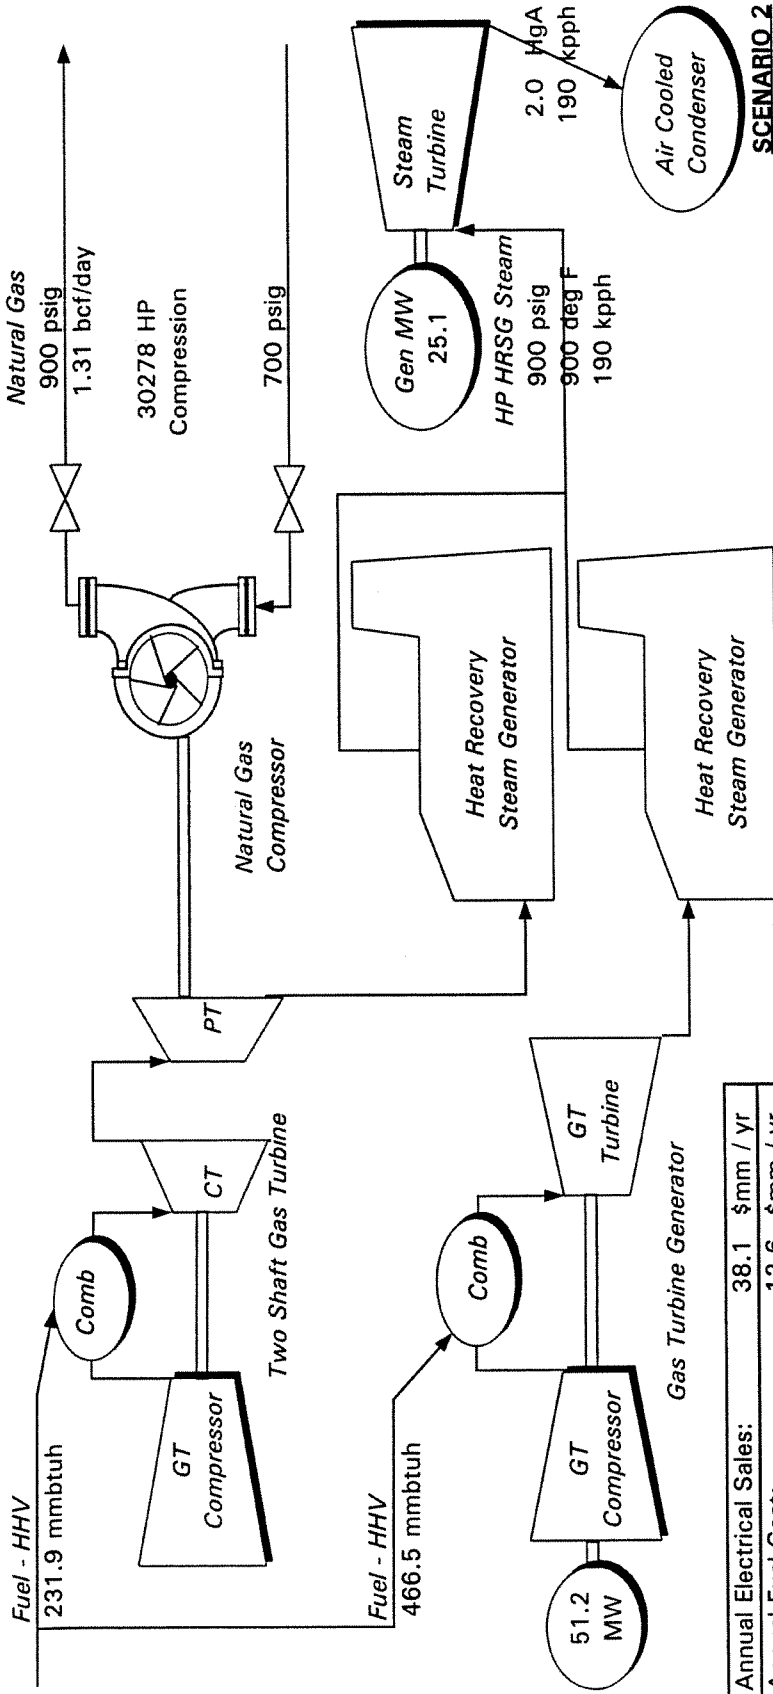 Fuel - HHV
231.9 mmbtuh
Comb
GT
Compressor
CT
PT
Two Shaft Gas Turbine
Natural Gas
Compressor
Natural Gas
900 psig
1.31 bcf/day
30278 HP
Compression
700 psig
Fuel - HHV
466.5 mmbtuh
Comb
51.2
MW
GT
Compressor
GT
Turbine
Gas Turbine Generator
Heat Recovery
Steam Generator
Heat Recovery
Steam Generator
Gen MW
25.1
Steam
Turbine
HP HRSG Steam
900 psig
900 deg F
190 kpph
2.0 HgA
190 kpph
Air Cooled
Condenser
SCENARIO 2
Annual Electrical Sales: 38.1 $mm / yr